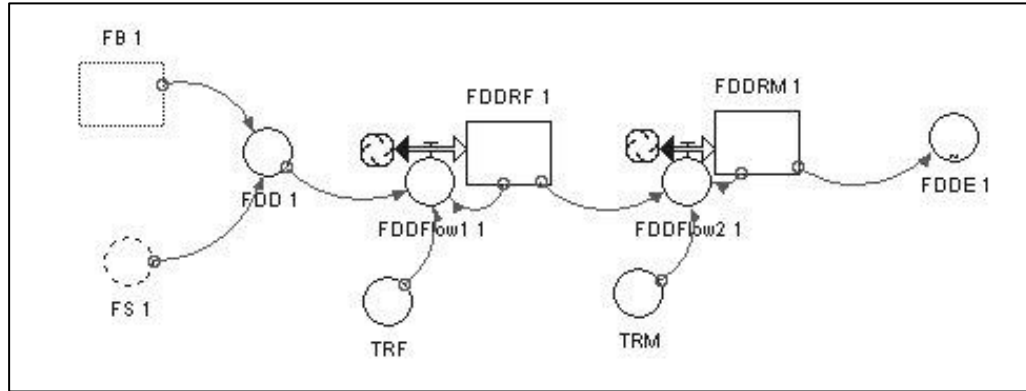 FB 1
FDDRF 1
FDDRM 1
FDD 1
FDDFlow1 1
FDDFlow2 1
FDDE 1
FS 1
TRF
TRM